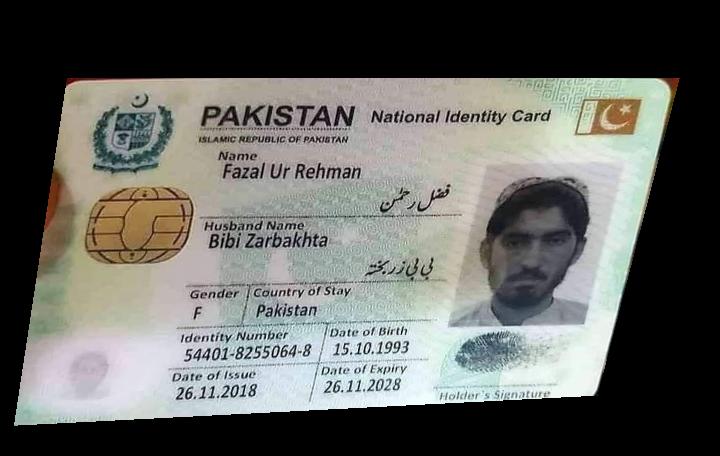 PAKISTAN National Identity Card
ISLAMIC REPUBLIC OF PAKISTAN
Name
Fazal Ur Rehman
فضل رحمٰن
Husband Name
Bibi Zarbakhta
بی بی زربختہ
Gender Country of Stay
F Pakistan
Identity Number Date of Birth
54401-8255064-8 15.10.1993
Date of Issue Date of Expiry
26.11.2018 26.11.2028
Holder's Signature